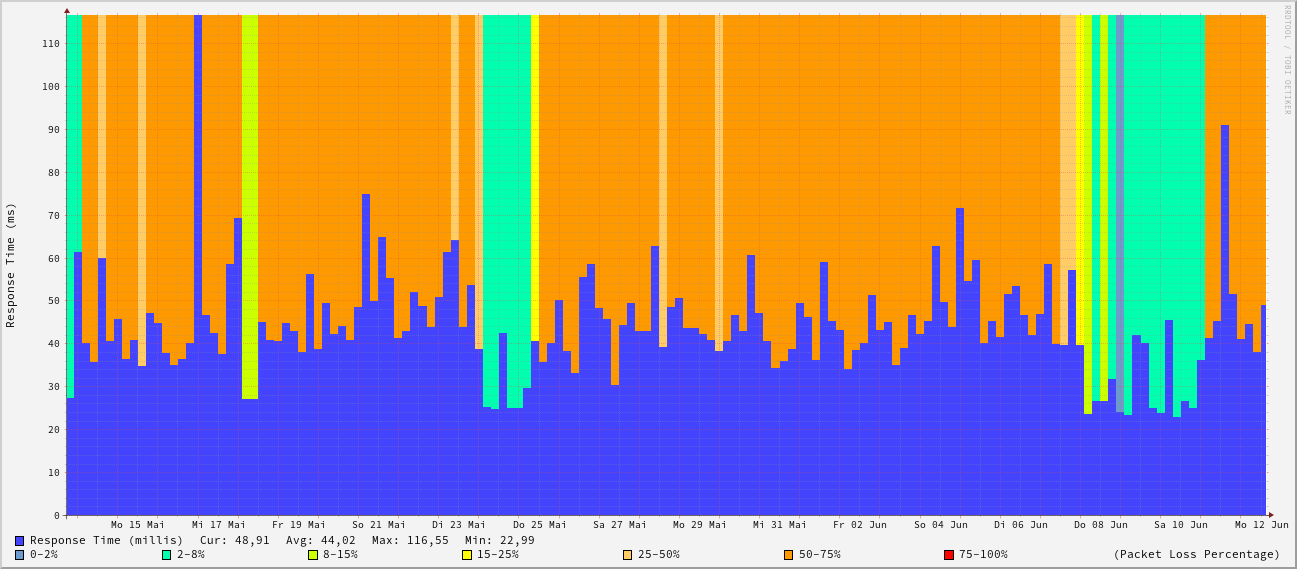 RRDTOOL / TOBI OETIKER
Response Time (ms)
110
100
90
80
70
60
50
40
30
20
10
0
Mo 15 Mai Mi 17 Mai Fr 19 Mai So 21 Mai Di 23 Mai Do 25 Mai Sa 27 Mai Mo 29 Mai Mi 31 Mai Fr 02 Jun So 04 Jun Di 06 Jun Do 08 Jun Sa 10 Jun Mo 12 Jun
Response Time (millis) Cur: 48,91 Avg: 44,02 Max: 116,55 Min: 22,99
0-2% 2-8% 8-15% 15-25% 25-50% 50-75% 75-100% (Packet Loss Percentage)